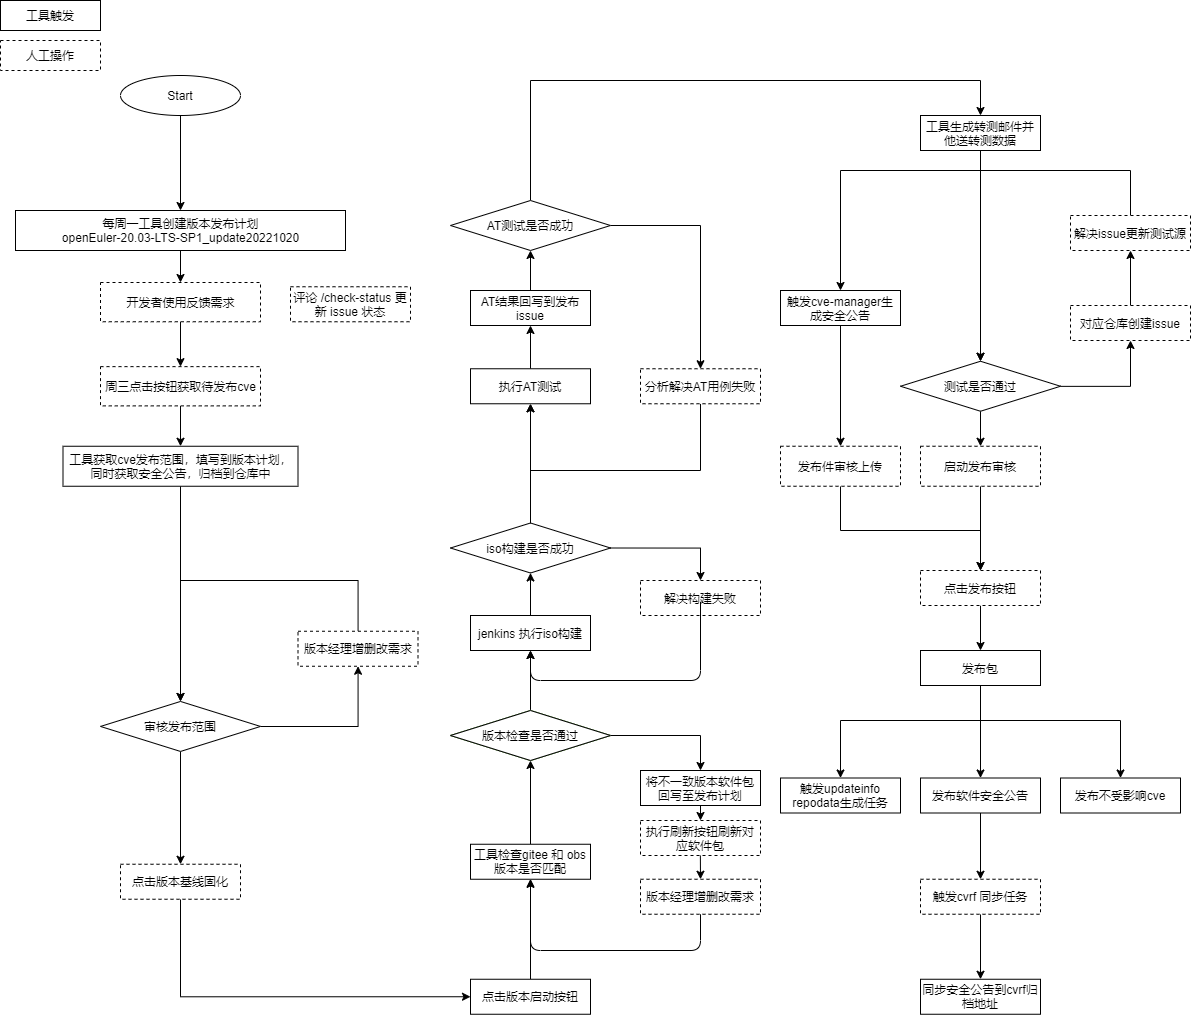 工具触发
人工操作
Start
每周一工具创建版本发布计划
openEuler-20.03-LTS-SP1_update20221020
开发者使用反馈需求
评论 /check-status 更
新 issue 状态
周三点击按钮获取待发布cve
工具获取cve发布范围，填写到版本计划，
同时获取安全公告，归档到仓库中
版本经理增删改需求
审核发布范围
点击版本基线固化
点击版本启动按钮
工具检查gitee 和 obs
版本是否匹配
版本检查是否通过
将不一致版本软件包
回写至发布计划
执行刷新按钮刷新对
应软件包
版本经理增删改需求
jenkins 执行iso构建
iso构建是否成功
解决构建失败
执行AT测试
AT结果回写到发布
issue
AT测试是否成功
分析解决AT用例失败
工具生成转测邮件并
他送转测数据
触发cve-manager生
成安全公告
解决issue更新测试源
对应仓库创建issue
测试是否通过
发布件审核上传
启动发布审核
点击发布按钮
发布包
触发updateinfo
repodata生成任务
发布软件安全公告
发布不受影响cve
触发cvrf 同步任务
同步安全公告到cvrf归
档地址